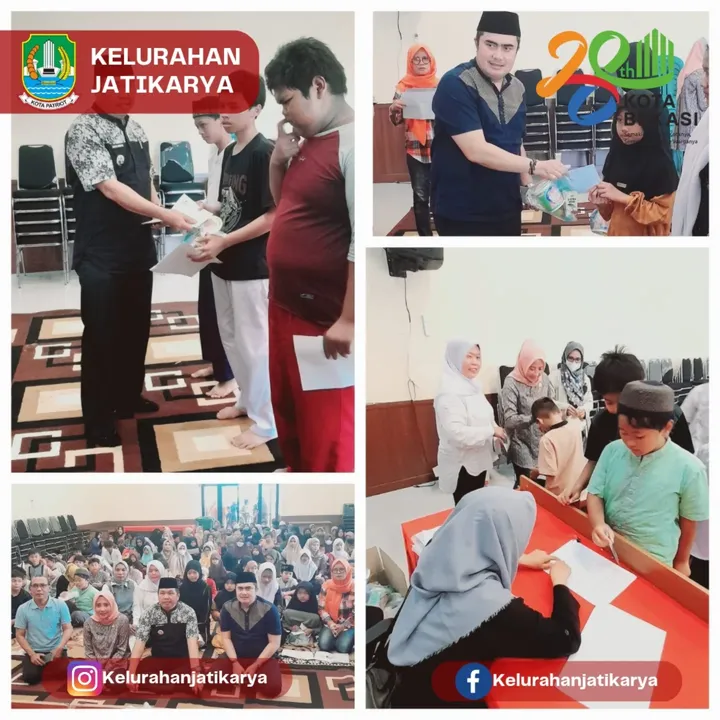 KELURAHAN
JATIKARYA
KOTA PATRIOT
28th
KOTA
BEKASI
Kelurahanjatikarya
Kelurahanjatikarya